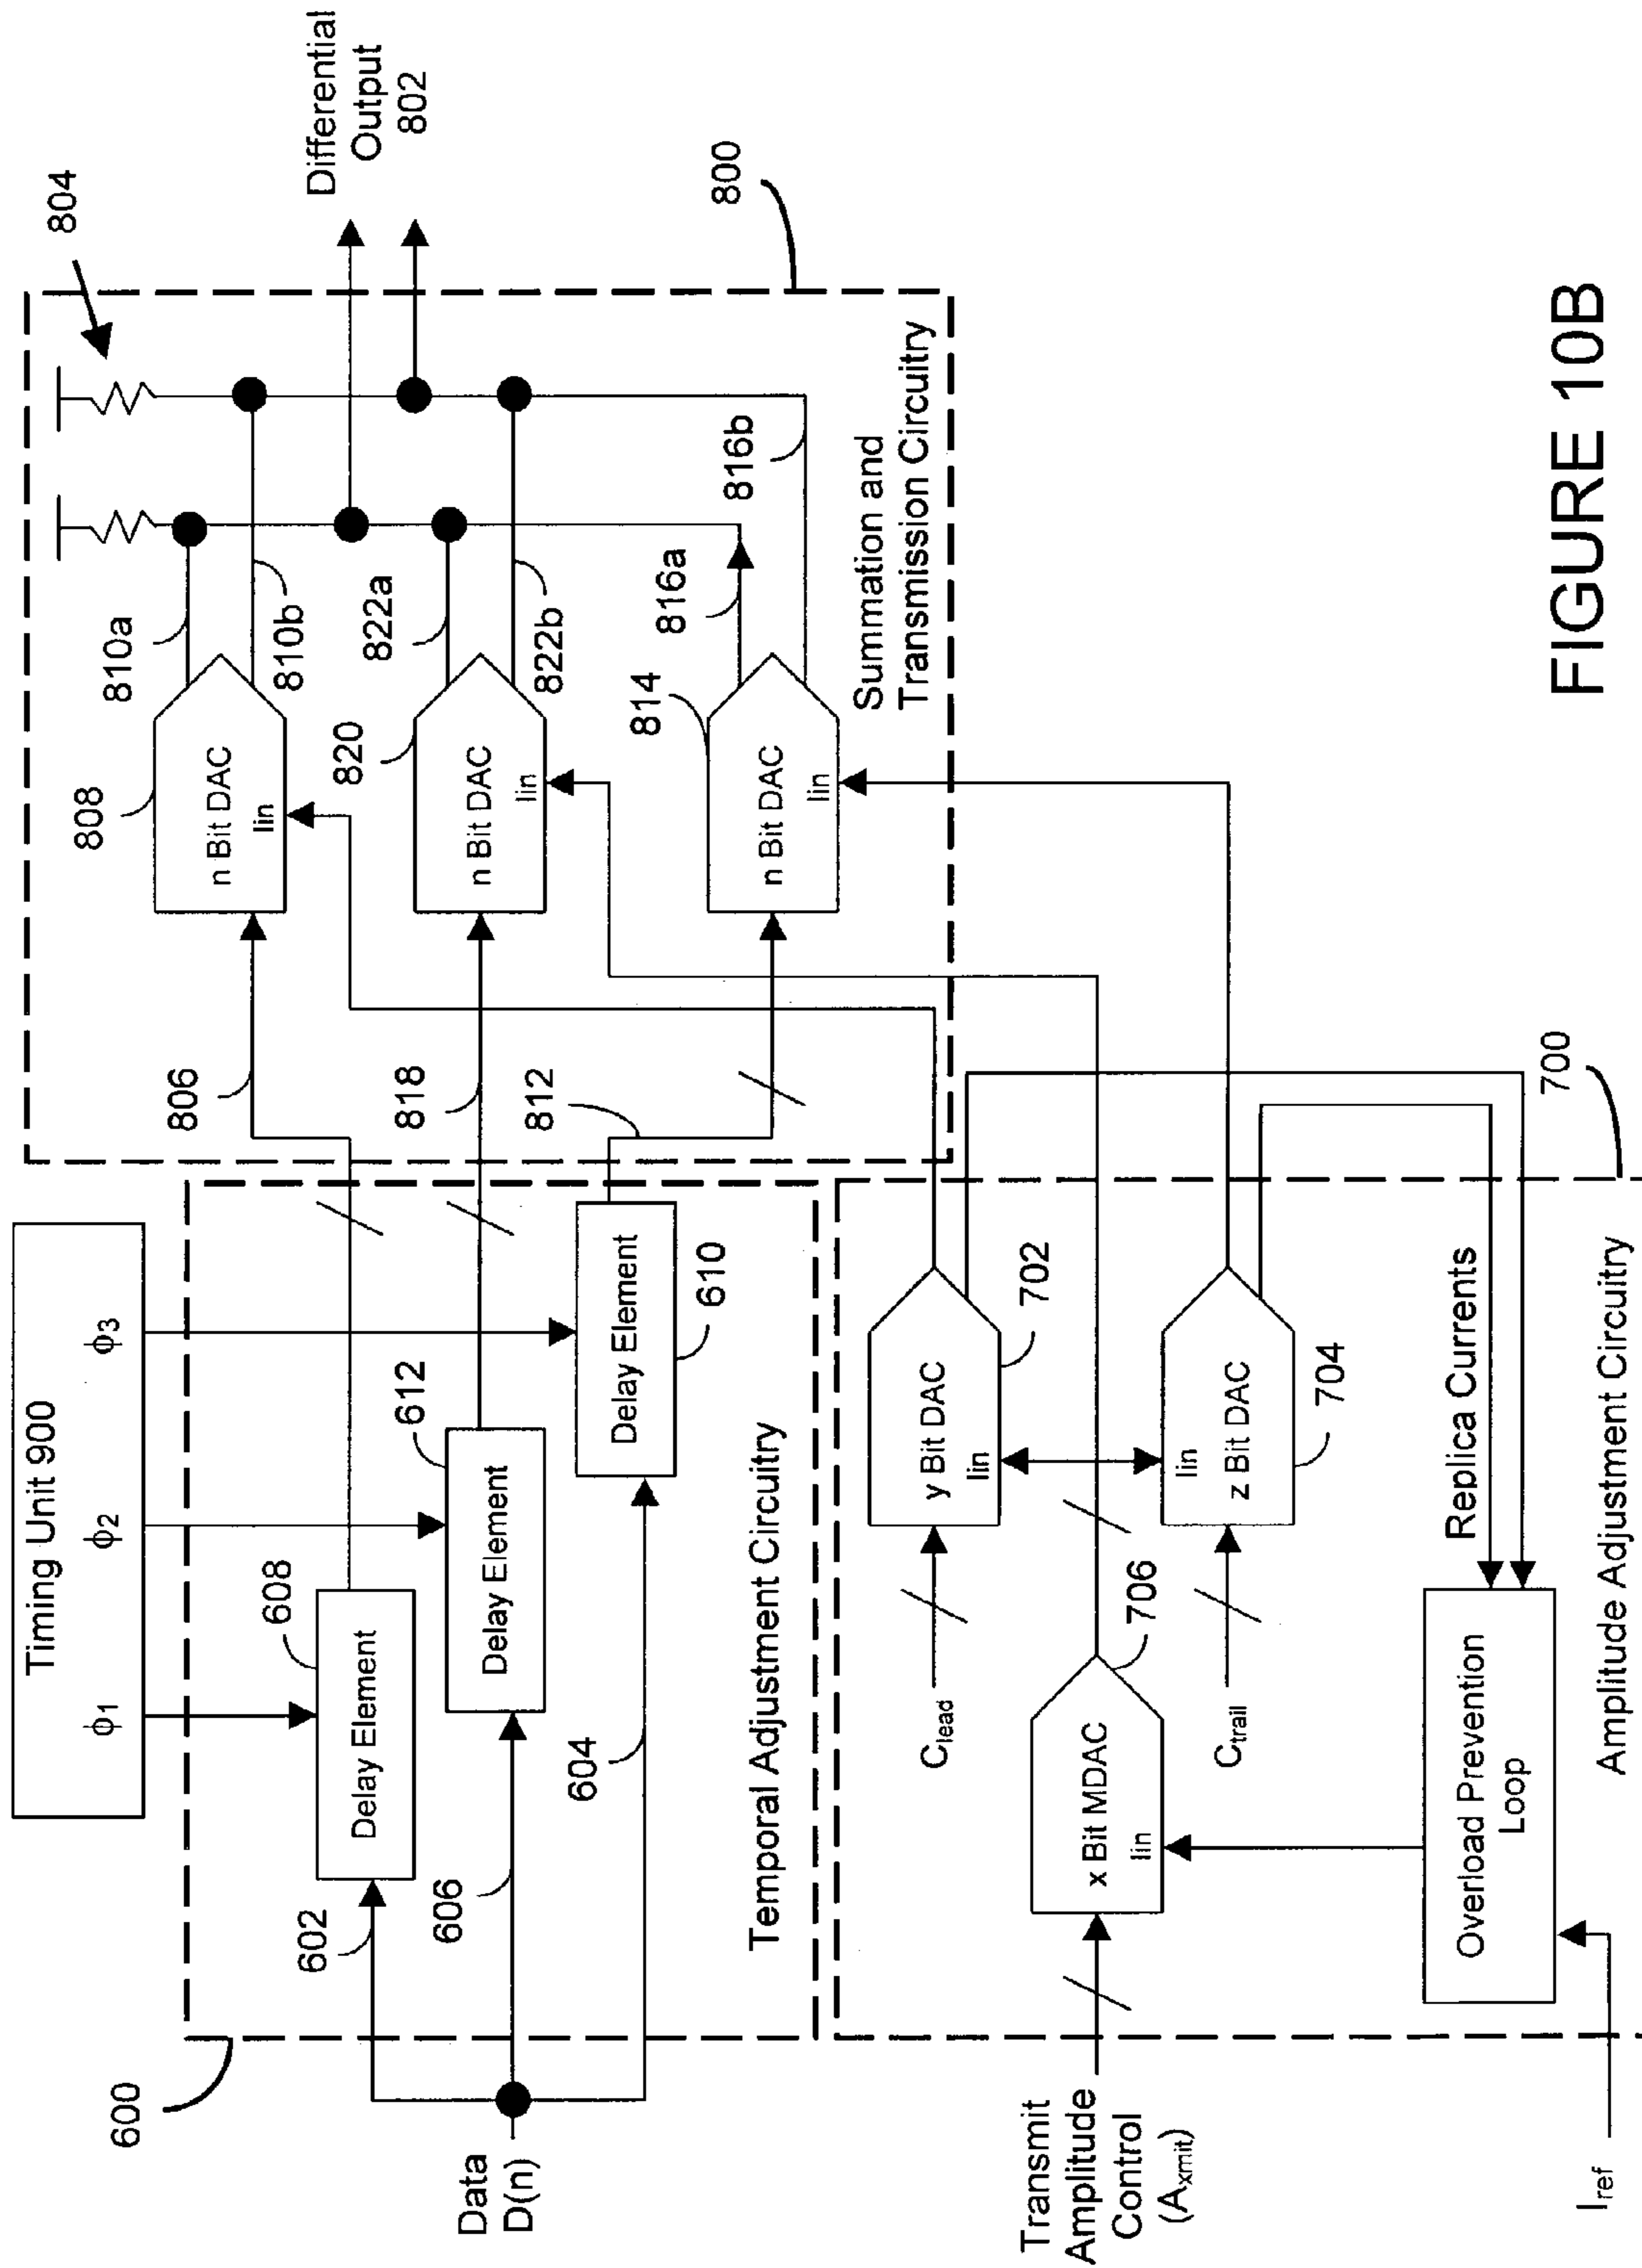 Timing Unit 900
ϕ1
ϕ2
ϕ3
804
Differential
Output
802
600
602
608
Delay Element
606
612
Delay Element
604
610
Delay Element
Data
D(n)
Temporal Adjustment Circuitry
806
808
n Bit DAC
Iin
810a
810b
818
820
n Bit DAC
Iin
822a
822b
812
814
n Bit DAC
Iin
816a
816b
800
Summation and
Transmission Circuitry
Clead
y Bit DAC
Iin
702
Transmit
Amplitude
Control
(Axmit)
x Bit MDAC
Iin
706
Ctrail
Iin
z Bit DAC
704
Replica Currents
700
Overload Prevention
Loop
Iref
Amplitude Adjustment Circuitry
FIGURE 10B